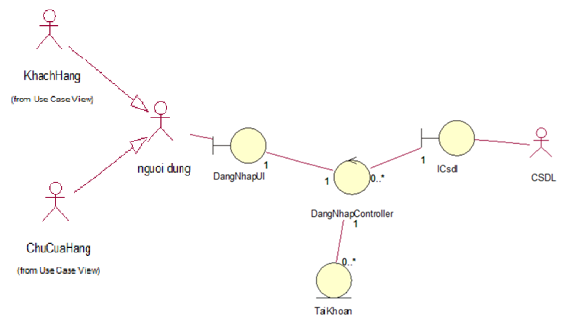 KhachHang
(from Use Case View)
nguoi dung
ChuCuaHang
(from Use Case View)
DangNhapUI
1
1
0..*
DangNhapController
1
0..*
TaiKhoan
1
ICsdl
CSDL